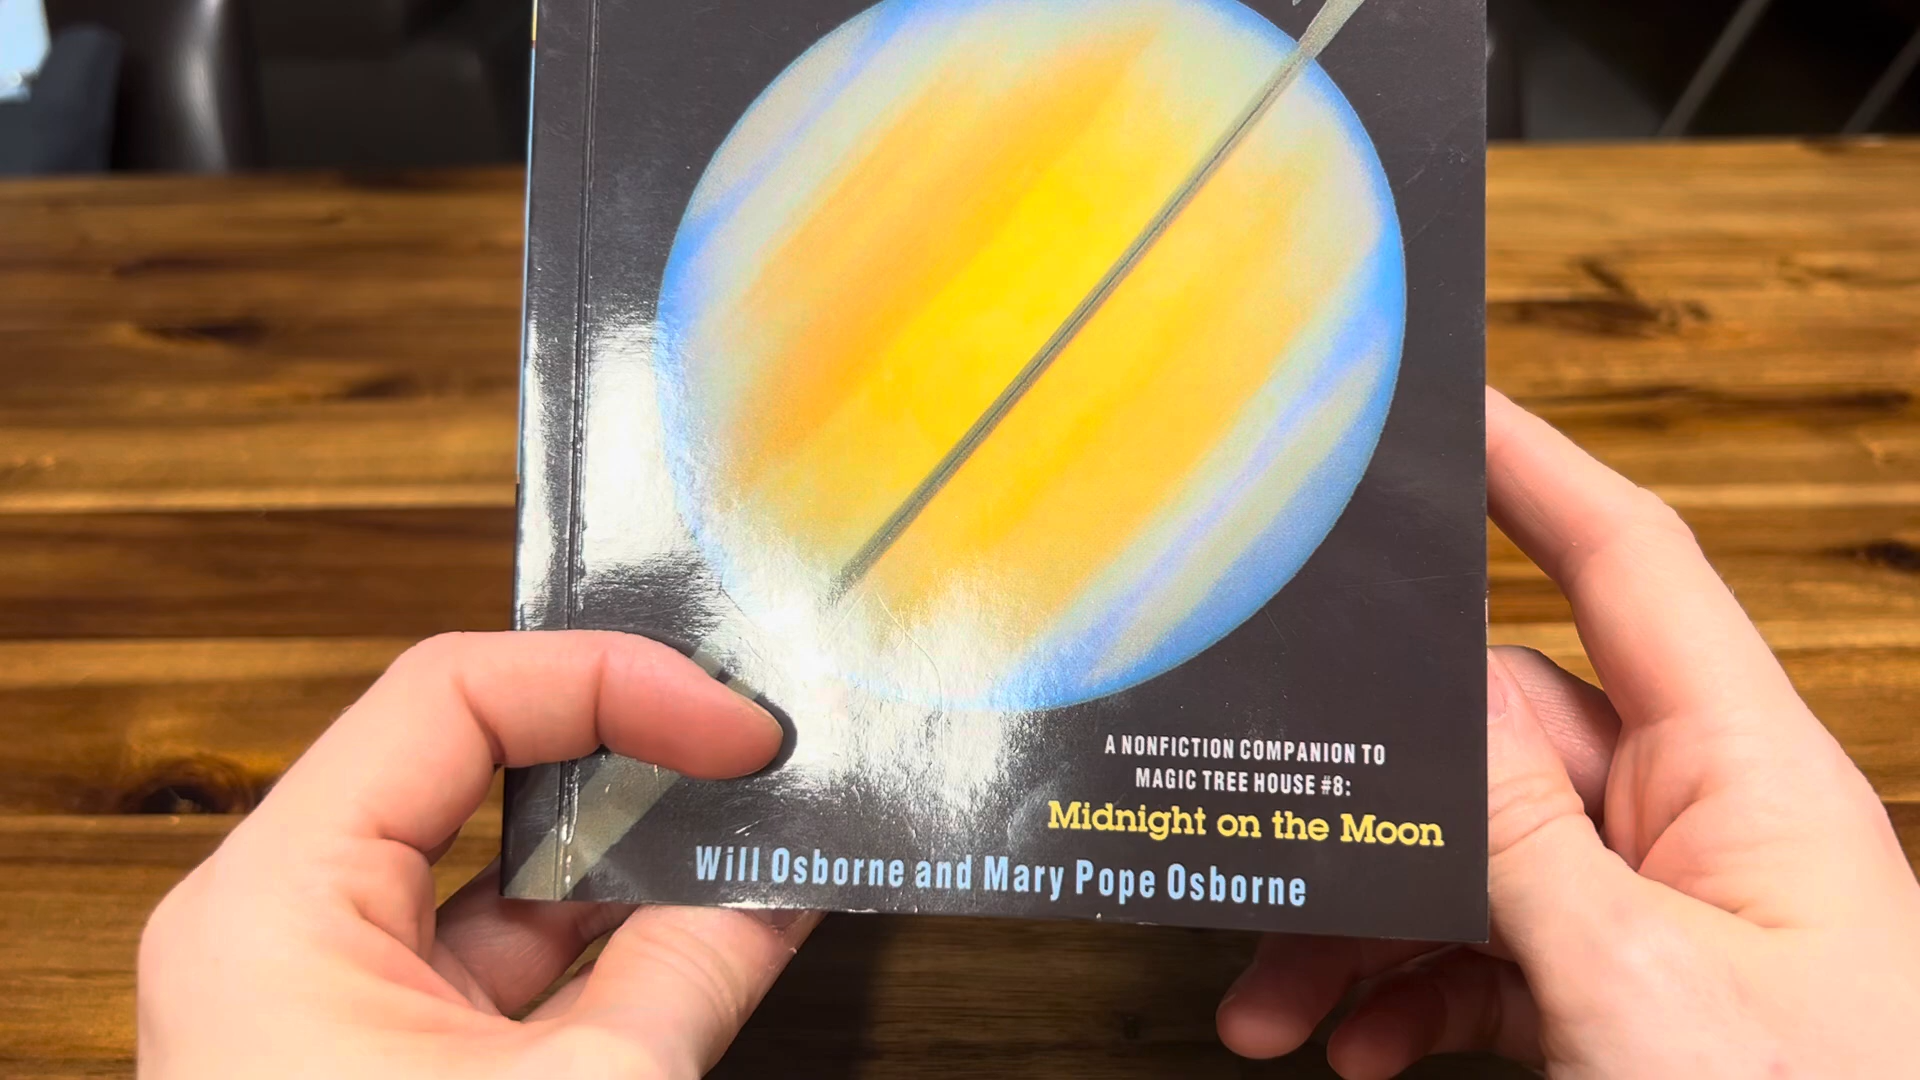 A NONFICTION COMPANION TO
MAGIC TREE HOUSE #8:
Midnight on the Moon
Will Osborne and Mary Pope Osborne